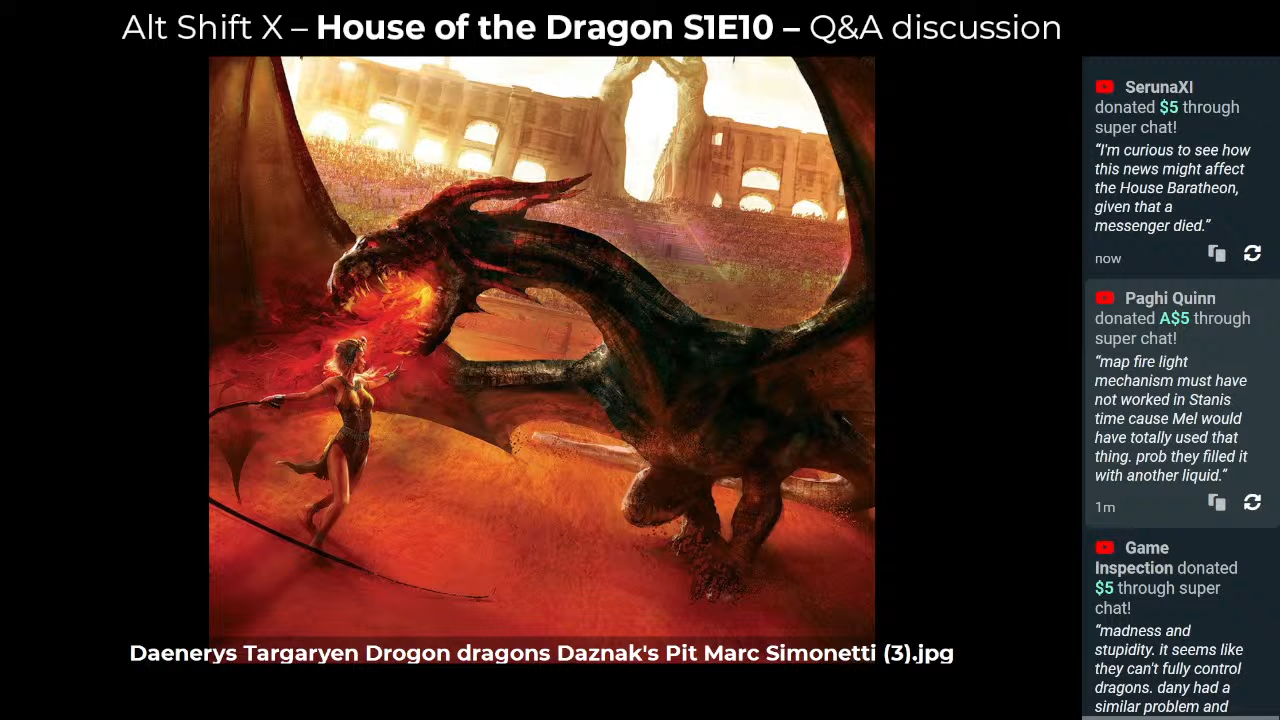 Alt Shift X – House of the Dragon S1E10 – Q&A discussion
SerunaXI
donated $5 through
super chat!
“I'm curious to see how
this news might affect
the House Baratheon,
given that a
messenger died.”
now
Paghi Quinn
donated A$5 through
super chat!
“map fire light
mechanism must have
not worked in Stanis
time cause Mel would
have totally used that
thing. prob they filled it
with another liquid.“
1m
Game
Inspection donated
$5 through super
chat!
“madness and
stupidity. it seems like
they can't fully control
dragons. dany had a
similar problem and
Daenerys Targaryen Drogon dragons Daznak's Pit Marc Simonetti (3).jpg